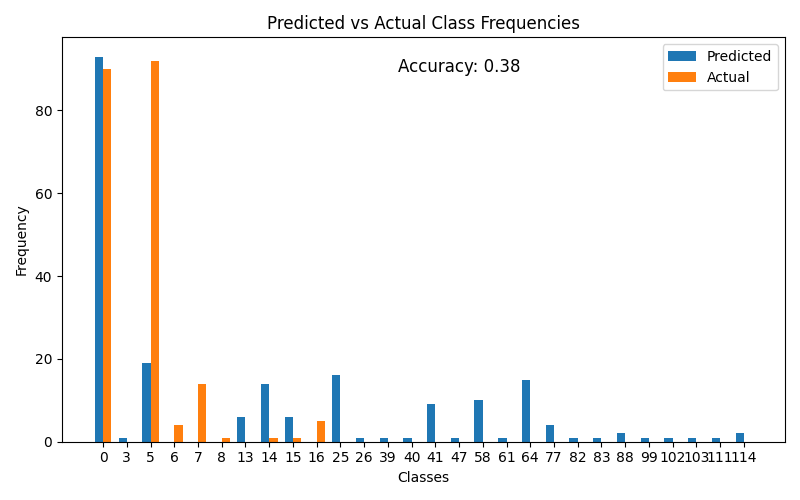 Predicted vs Actual Class Frequencies
Accuracy: 0.38
Predicted
Actual
Frequency
80
60
40
20
0
0 3 5 6 7 8 13 14 15 16 25 26 39 40 41 47 58 61 64 77 82 83 88 99 102 103 111 114
Classes